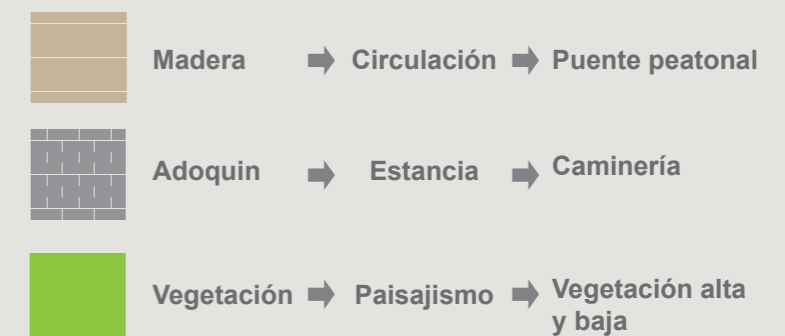 Madera Circulación Puente peatonal
Adoquin Estancia Caminería
Vegetación Paisajismo Vegetación alta
y baja